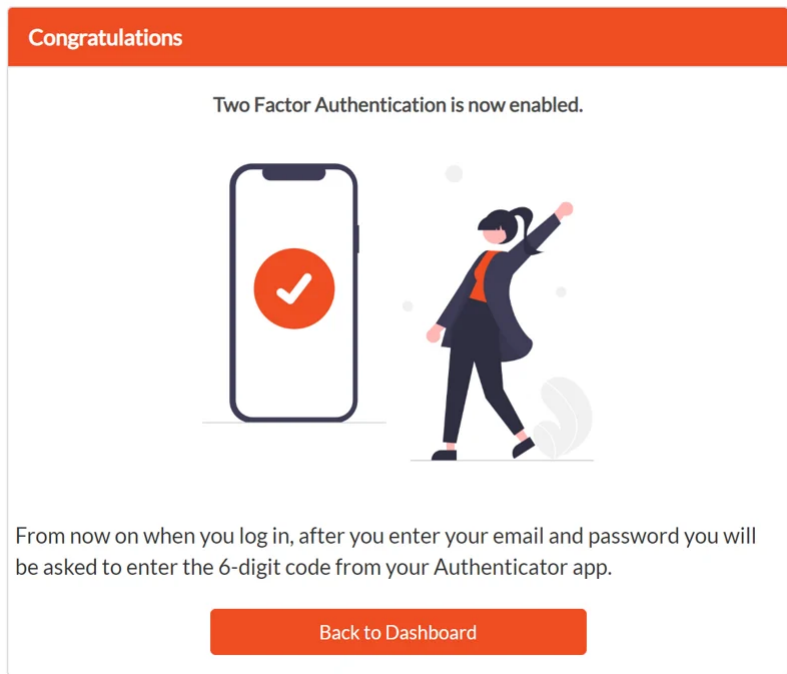 Congratulations
Two Factor Authentication is now enabled.
From now on when you log in, after you enter your email and password you will
be asked to enter the 6-digit code from your Authenticator app.
Back to Dashboard